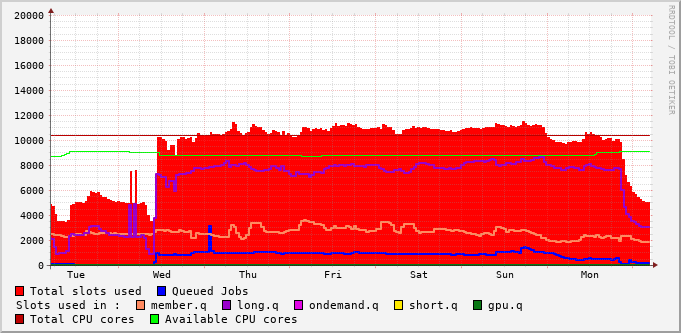 20000
18000
16000
14000
12000
10000
8000
6000
4000
2000
0
Tue Wed Thu Fri Sat Sun Mon
Total slots used Queued Jobs
Slots used in : member.q long.q ondemand.q short.q gpu.q
Total CPU cores Available CPU cores
RRDTOOL / TOBI OETIKER